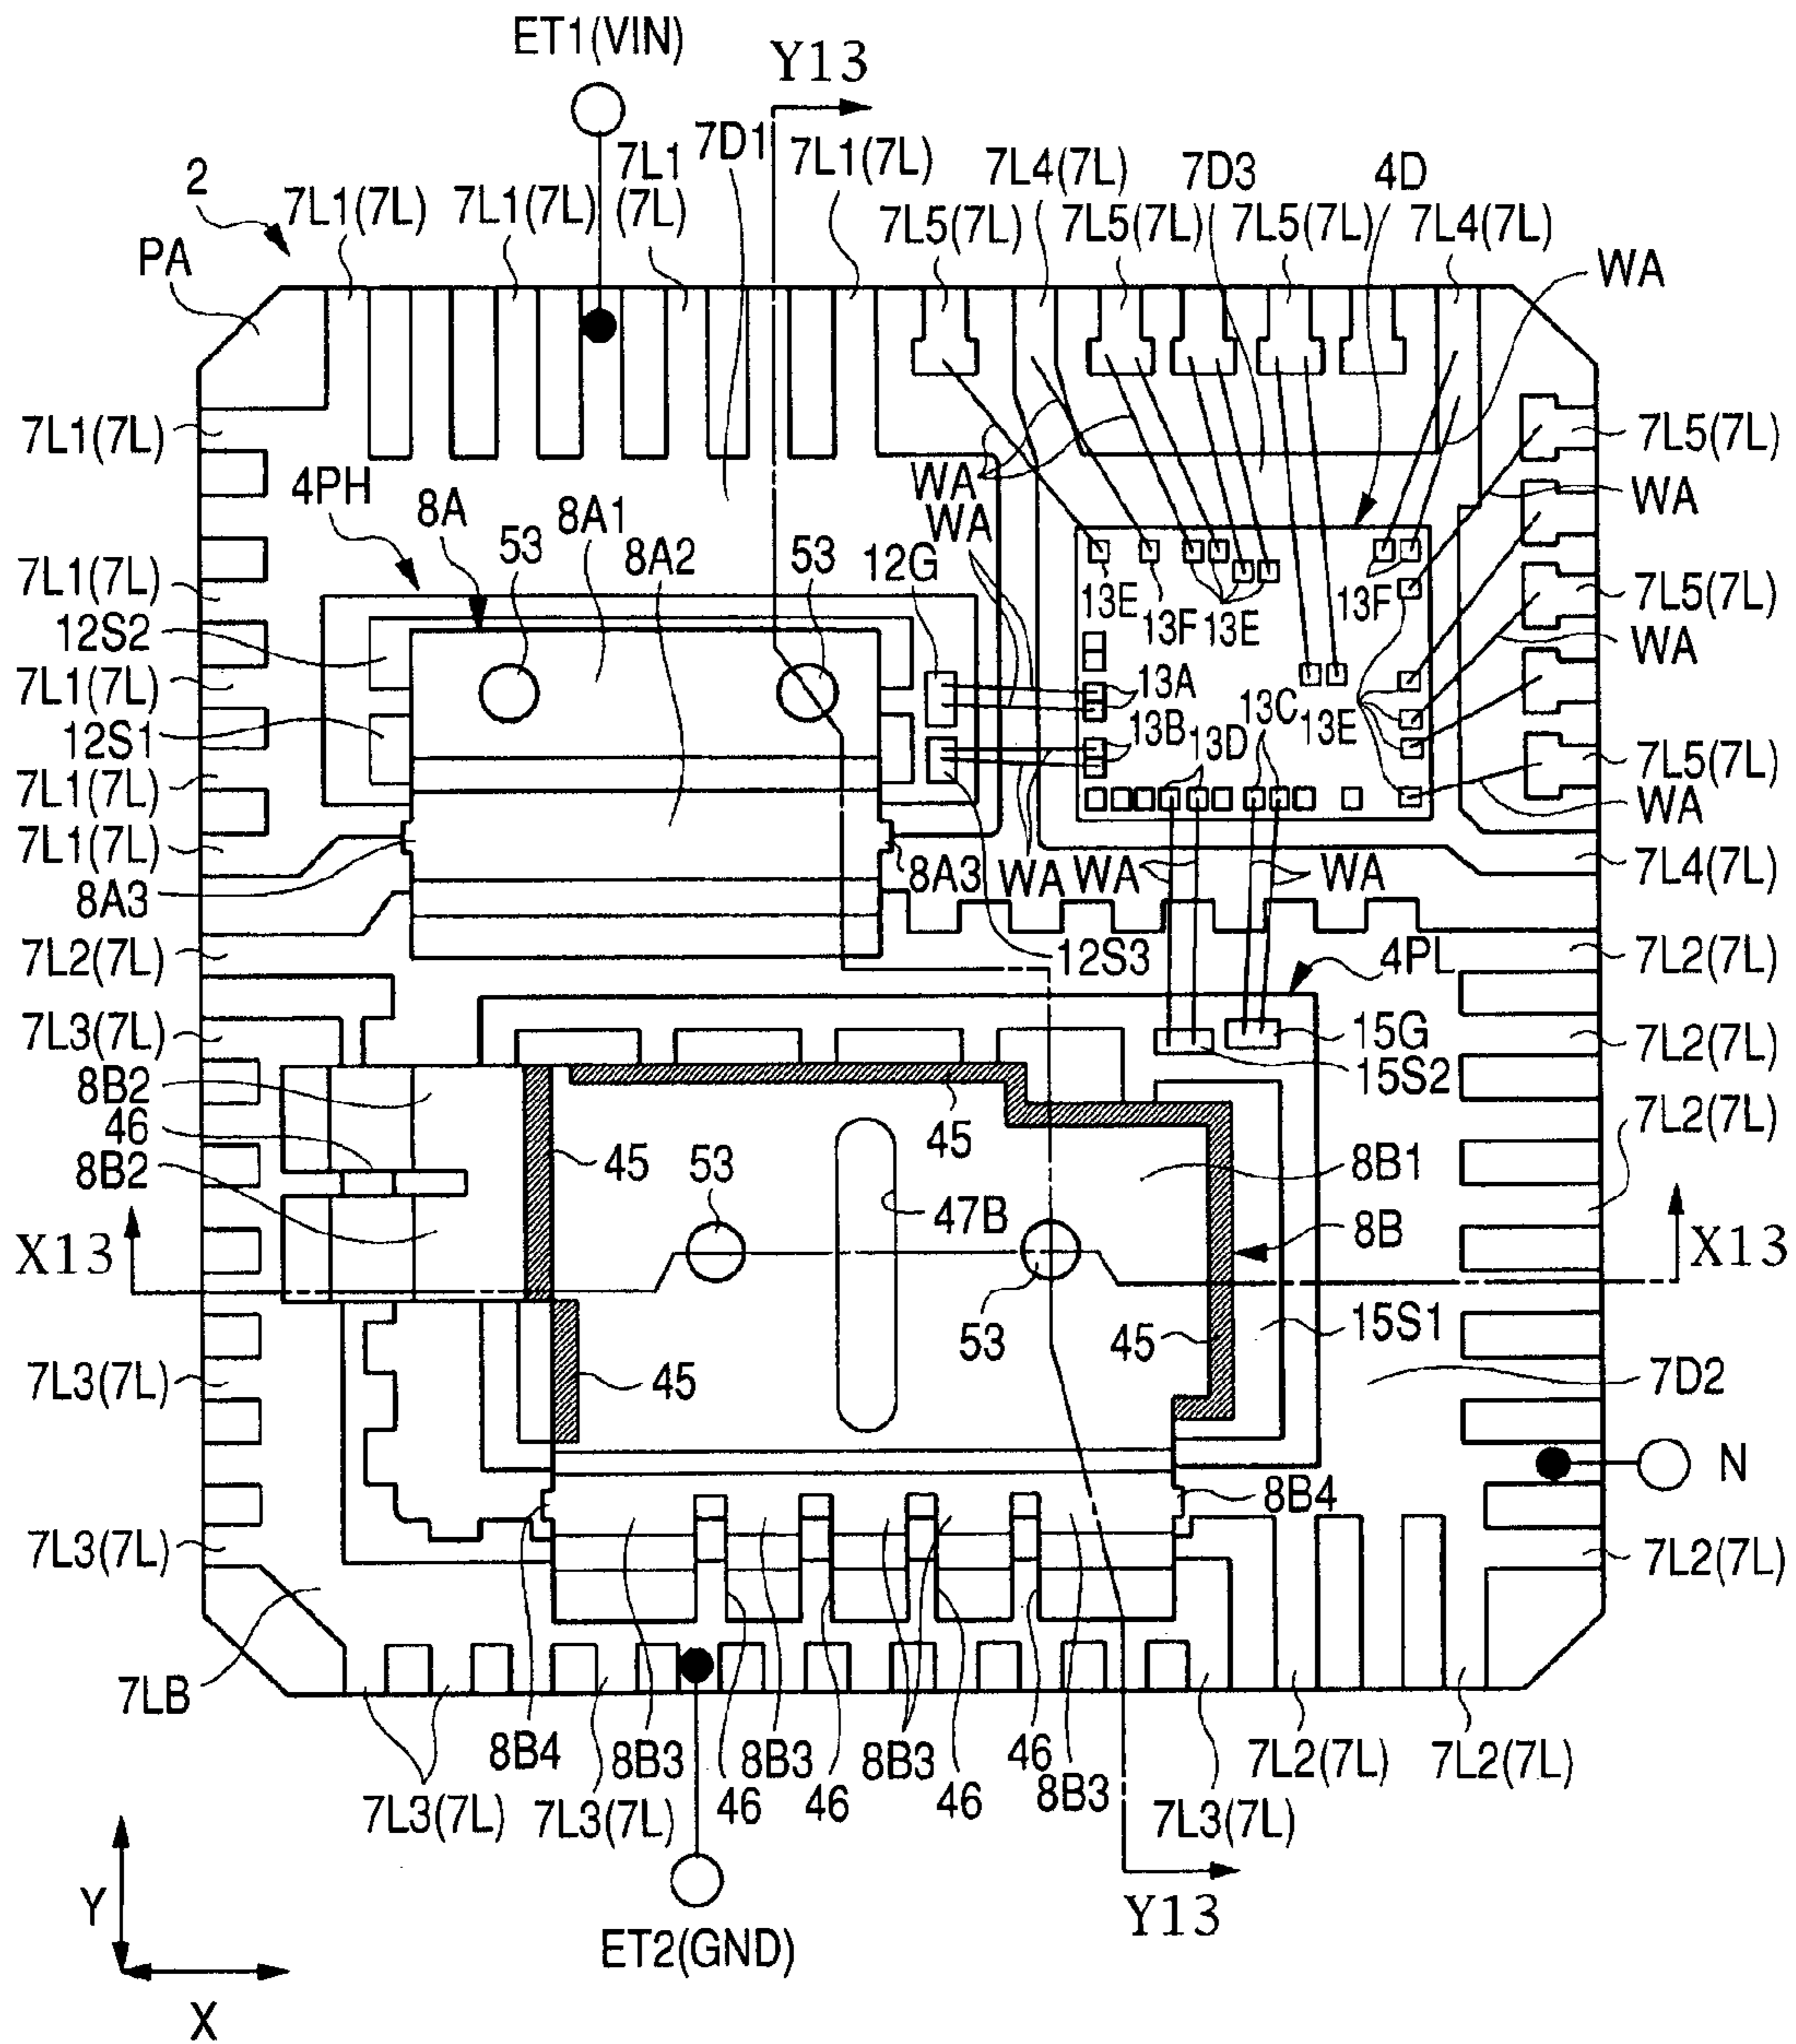 ET1(VIN)
Y13
7D1
7L1
(7L)
7L1(7L)
7L4(7L)
7D3
4D
2
7L1(7L)
7L1(7L)
7L5(7L)
7L5(7L)
7L5(7L)
7L4(7L)
PA
WA
7L1(7L)
7L5(7L)
4PH
8A
8A1
WA
WA
WA
53
8A2
53
12G
7L1(7L)
13E
13F
13E
13F
7L5(7L)
12S2
WA
7L1(7L)
13A
13C
12S1
13B
13D
13E
7L5(7L)
7L1(7L)
WA
7L1(7L)
8A3
8A3
WA
WA
WA
7L4(7L)
7L2(7L)
12S3
4PL
7L2(7L)
7L3(7L)
15G
7L2(7L)
8B2
15S2
46
45
7L2(7L)
8B2
45
53
8B1
47B
8B
X13
X13
53
15S1
45
7L3(7L)
45
7D2
N
8B4
7L3(7L)
7L2(7L)
7LB
8B4
8B3
8B3
8B3
46
7L2(7L)
7L2(7L)
46
46
46
8B3
7L3(7L)
7L3(7L)
7L3(7L)
Y13
ET2(GND)
Y
X